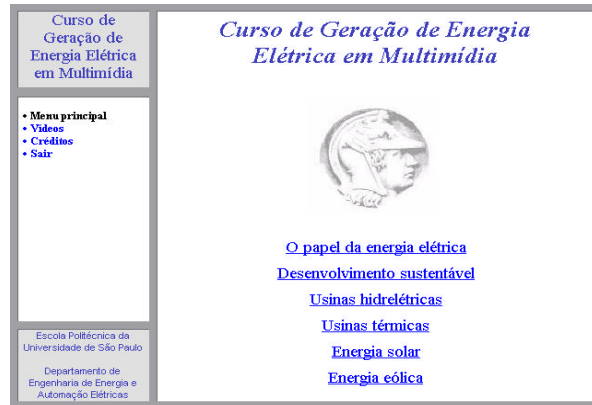 Curso de
Geração de
Energia Elétrica
em Multimídia
• Menu principal
• Videos
• Créditos
• Sair
Escola Politécnica da
Universidade de São Paulo
Departamento de
Engenharia de Energia e
Automação Elétricas
Curso de Geração de Energia
Elétrica em Multimídia
O papel da energia elétrica
Desenvolvimento sustentável
Usinas hidrelétricas
Usinas térmicas
Energia solar
Energia eólica